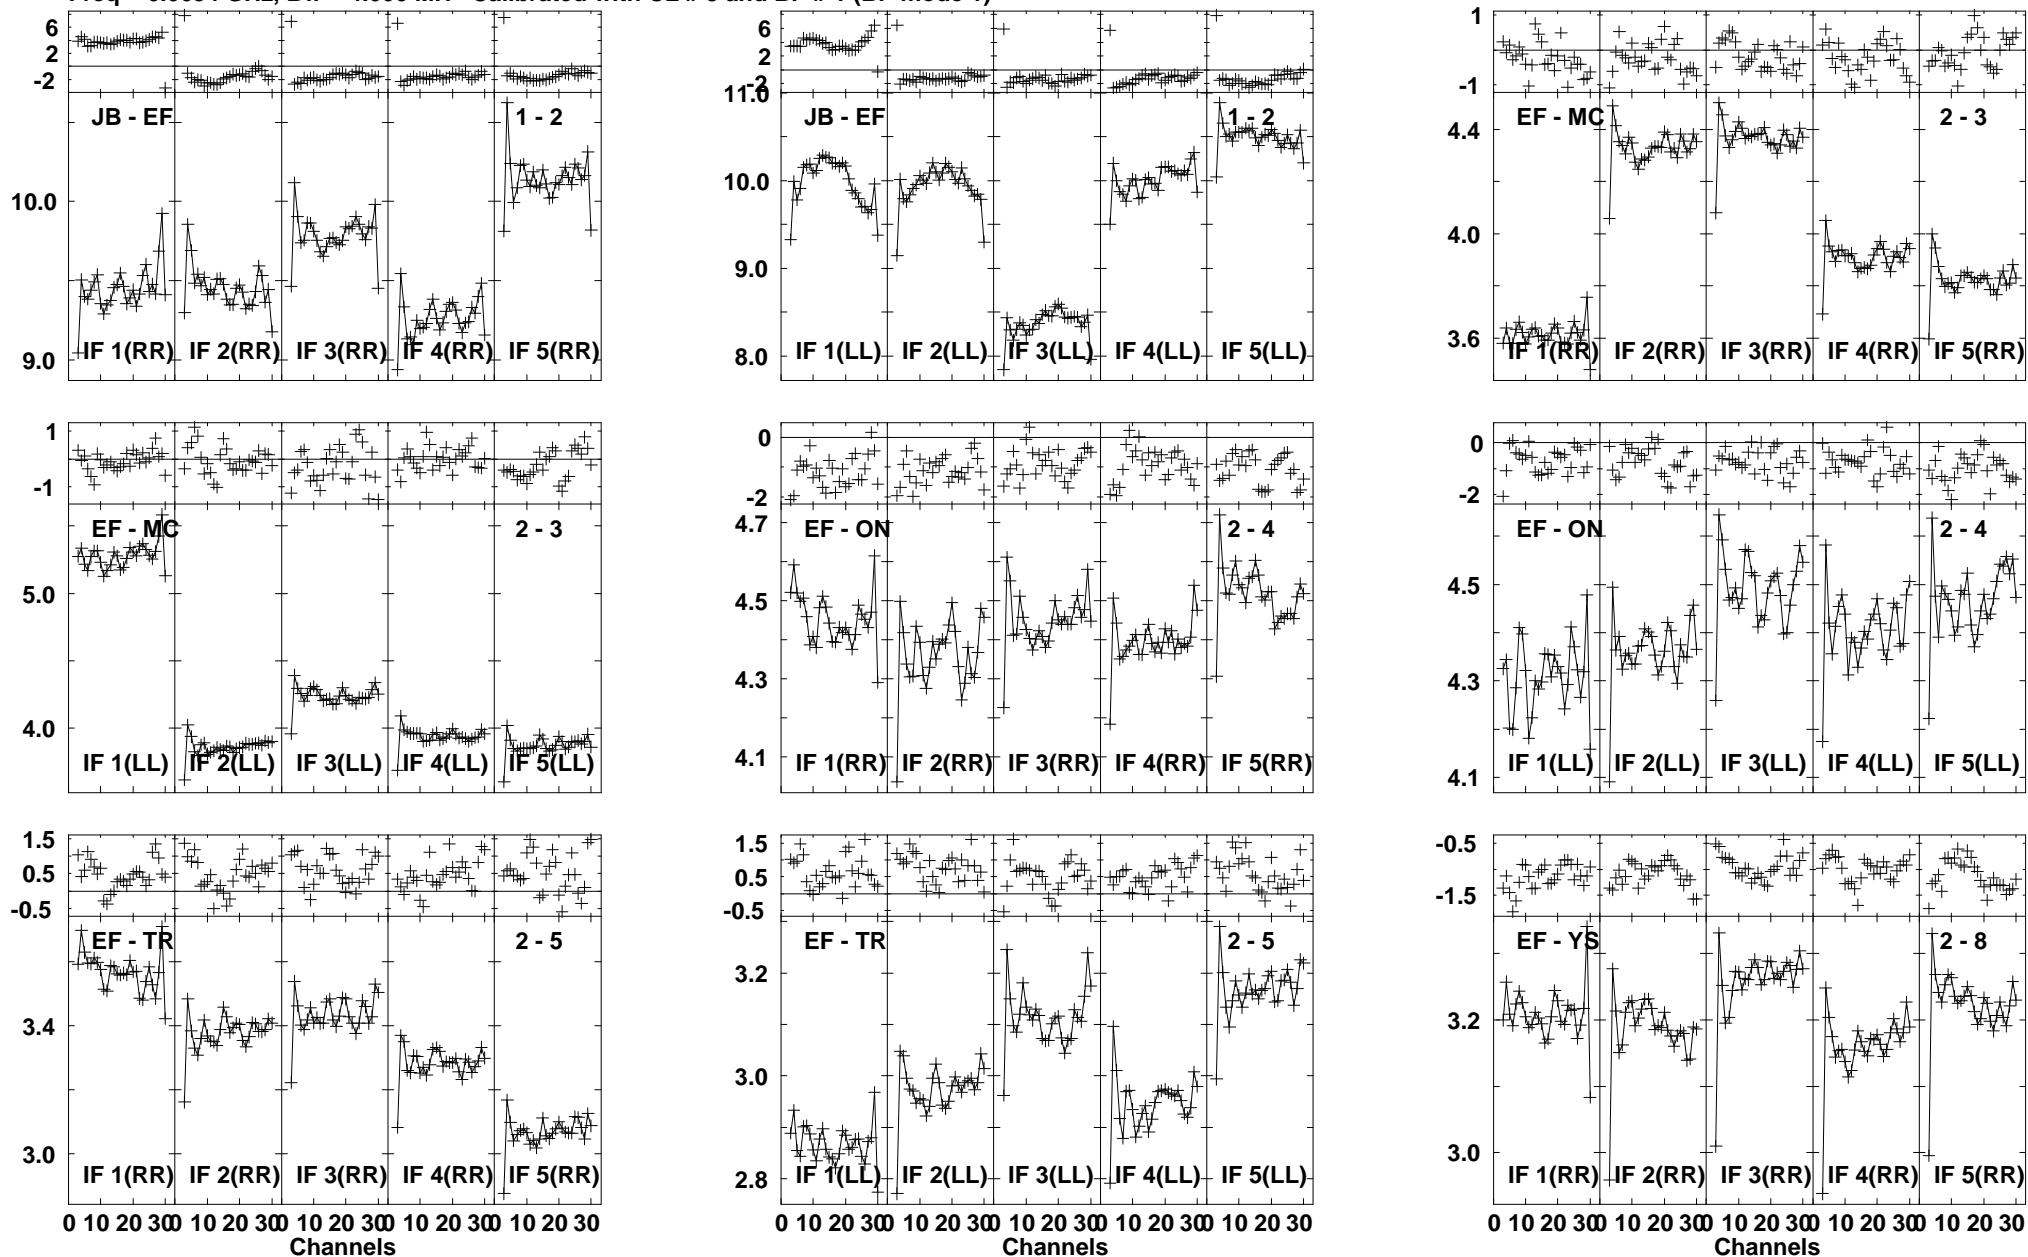 6
2
-2
JB - EF
1 - 2
10.0
9.0
IF 1(RR) IF 2(RR) IF 3(RR) IF 4(RR) IF 5(RR)
6
2
-2
11.0
JB - EF
1 - 2
10.0
9.0
8.0
IF 1(LL) IF 2(LL) IF 3(LL) IF 4(LL) IF 5(LL)
1
-1
EF - MC
2 - 3
4.4
4.0
3.6
IF 1(RR) IF 2(RR) IF 3(RR) IF 4(RR) IF 5(RR)
1
-1
EF - MC
2 - 3
5.0
4.0
IF 1(LL) IF 2(LL) IF 3(LL) IF 4(LL) IF 5(LL)
0
-2
4.7
EF - ON
2 - 4
4.5
4.3
4.1
IF 1(RR) IF 2(RR) IF 3(RR) IF 4(RR) IF 5(RR)
0
-2
EF - ON
2 - 4
4.5
4.3
4.1
IF 1(LL) IF 2(LL) IF 3(LL) IF 4(LL) IF 5(LL)
1.5
0.5
-0.5
EF - TR
2 - 5
3.4
3.0
IF 1(RR) IF 2(RR) IF 3(RR) IF 4(RR) IF 5(RR)
0 10 20 30 0 10 20 30 0 10 20 30 0 10 20 30 0 10 20 30
Channels
1.5
0.5
-0.5
EF - TR
2 - 5
3.2
3.0
2.8
IF 1(LL) IF 2(LL) IF 3(LL) IF 4(LL) IF 5(LL)
0 10 20 30 0 10 20 30 0 10 20 30 0 10 20 30 0 10 20 30
Channels
-0.5
-1.5
EF - YS
2 - 8
3.2
3.0
IF 1(RR) IF 2(RR) IF 3(RR) IF 4(RR) IF 5(RR)
0 10 20 30 0 10 20 30 0 10 20 30 0 10 20 30 0 10 20 30
Channels